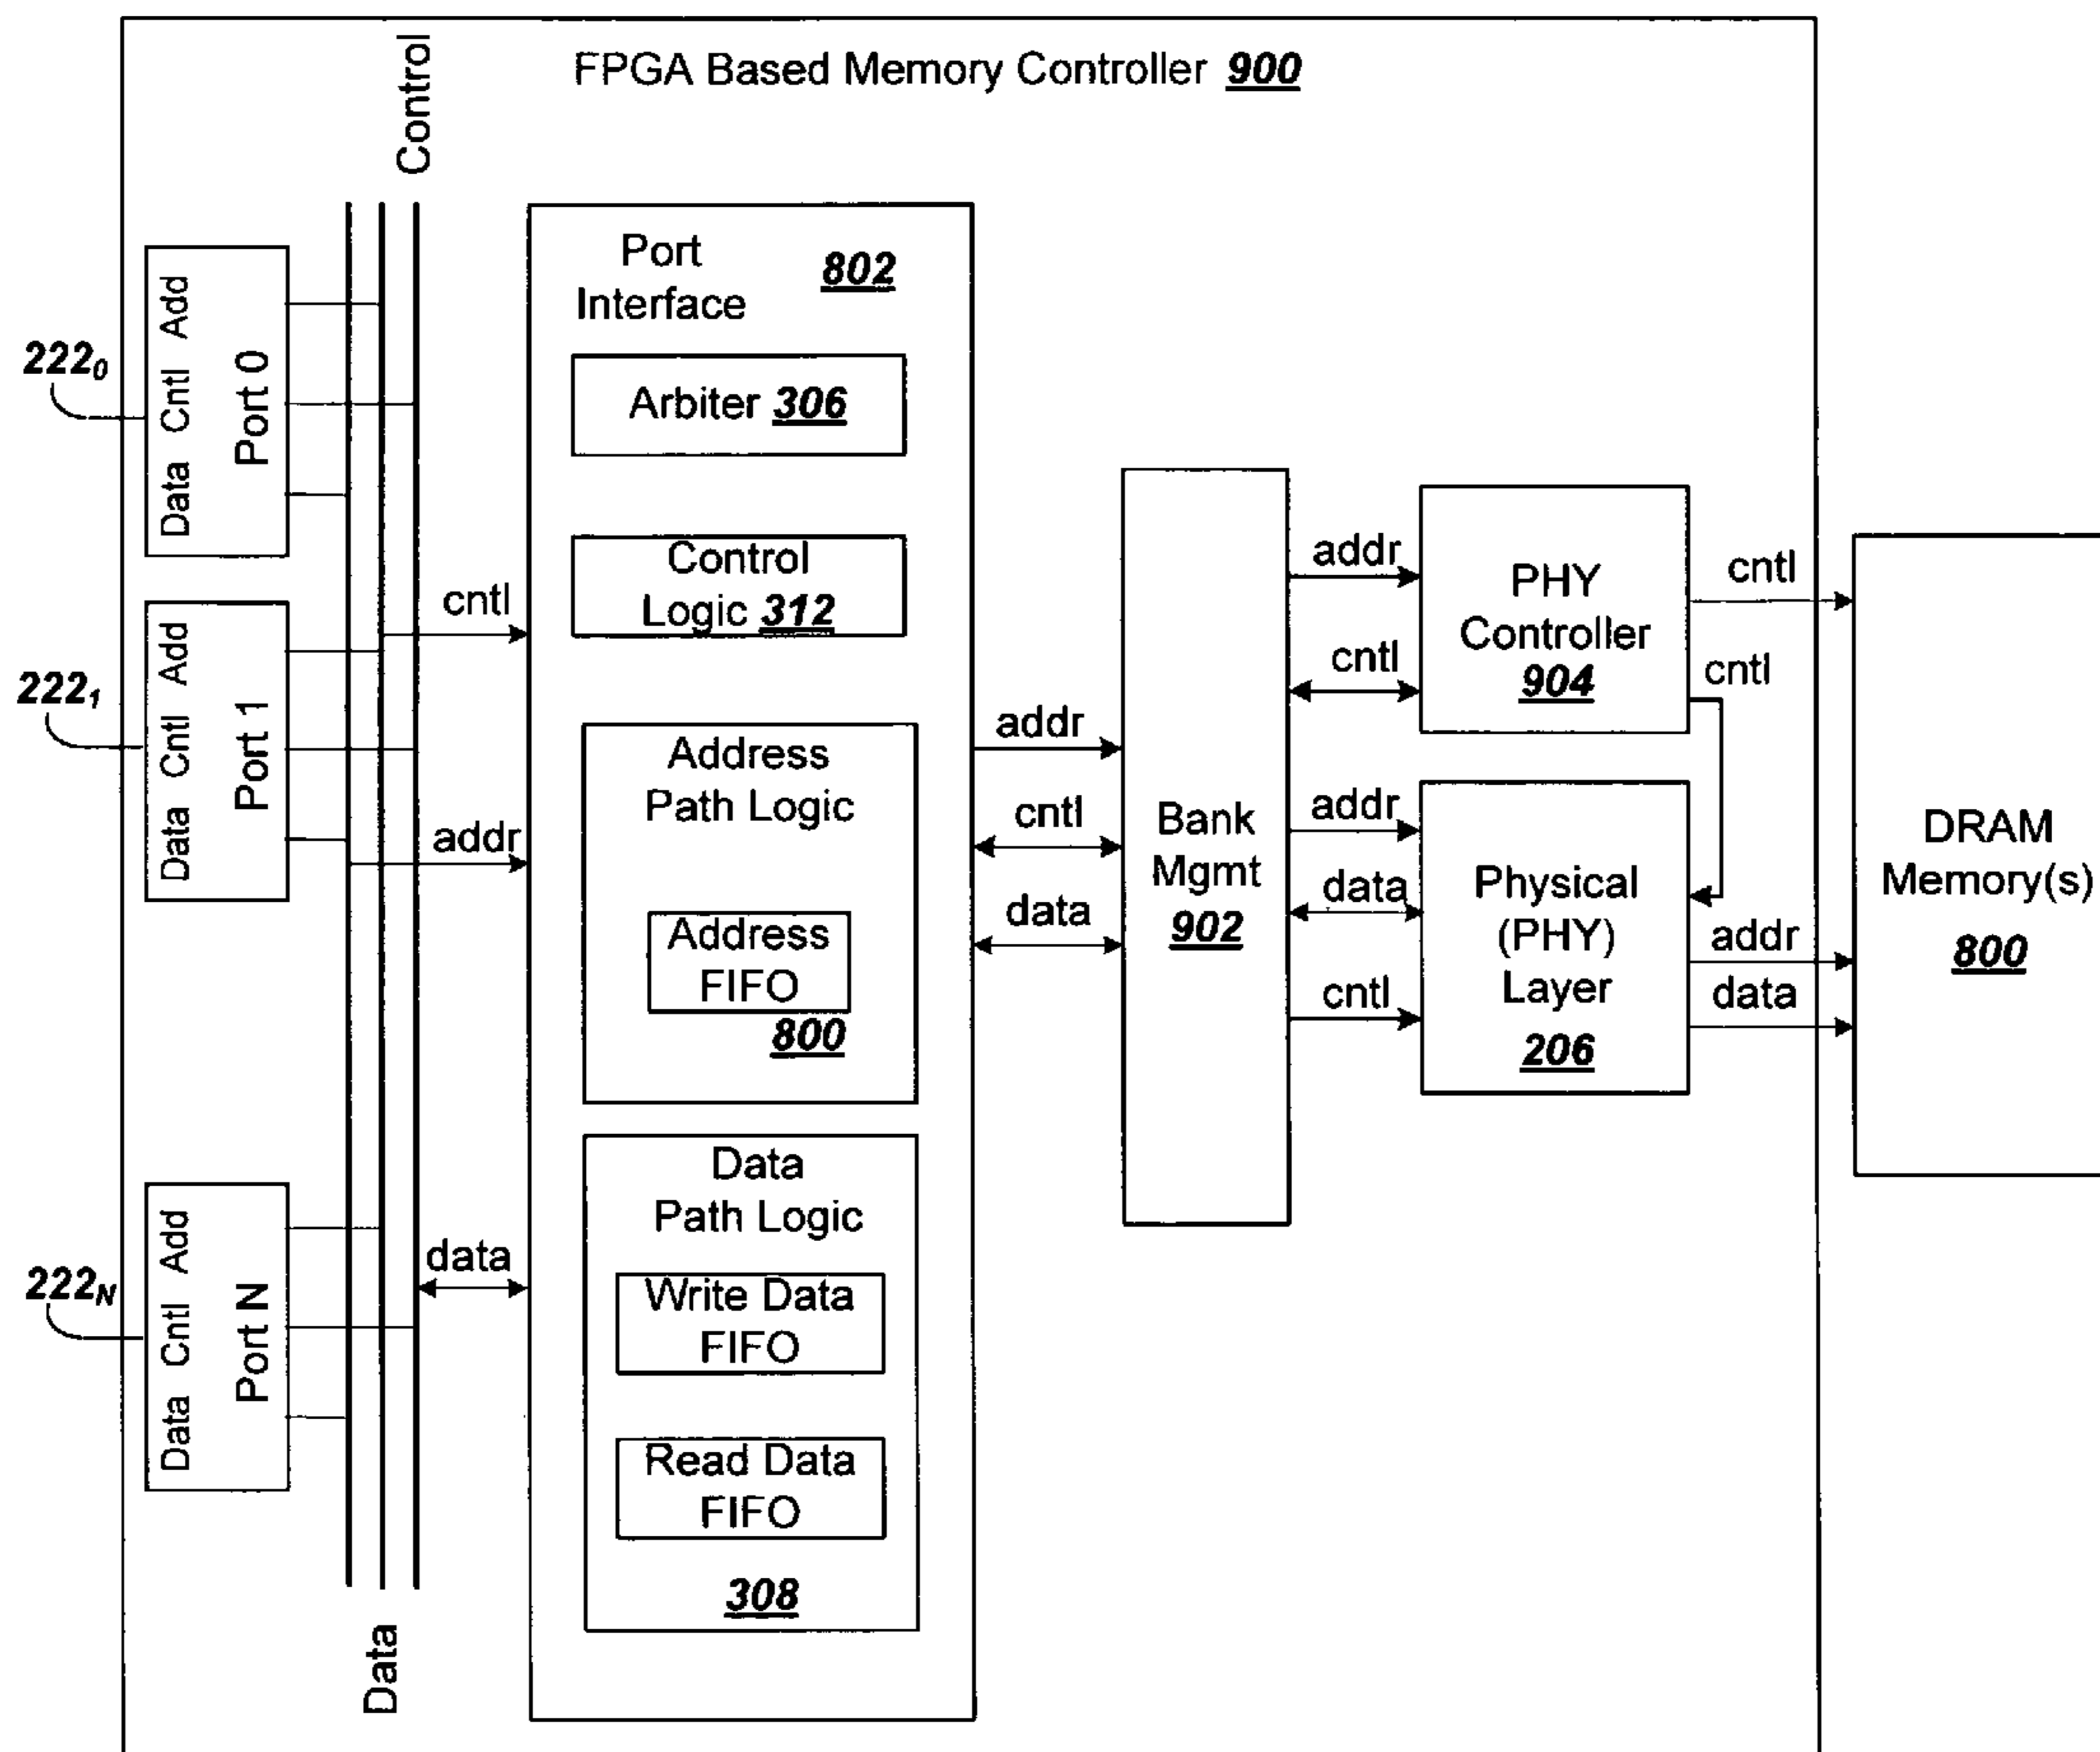 FPGA Based Memory Controller 900
Control
Data
222₀
Data Cntl Add
Port 0
222₁
Data Cntl Add
Port 1
222N
Data Cntl Add
Port N
cntl
addr
data
Port
Interface
802
Arbiter 306
Control
Logic 312
Address
Path Logic
Address
FIFO
800
Data
Path Logic
Write Data
FIFO
Read Data
FIFO
308
addr
cntl
data
Bank
Mgmt
902
addr
cntl
addr
data
cntl
PHY
Controller
904
Physical
(PHY)
Layer
206
cntl
cntl
addr
data
DRAM
Memory(s)
800